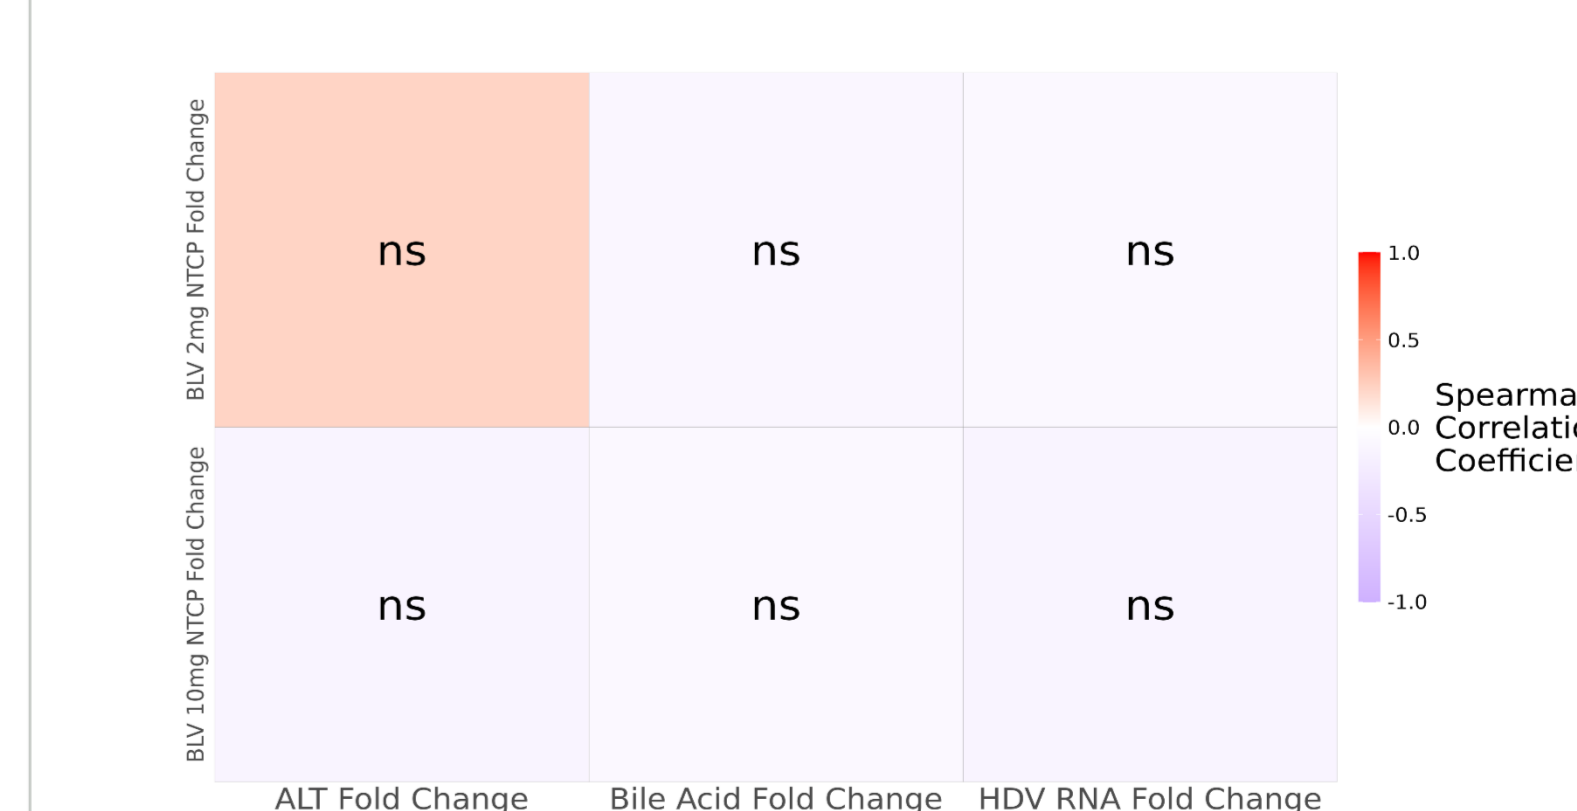 BLV 2mg NTCP Fold Change
ns
ns
ns
BLV 10mg NTCP Fold Change
ns
ns
ns
ALT Fold Change
Bile Acid Fold Change
HDV RNA Fold Change
1.0
0.5
0.0
-0.5
-1.0
Spearma
Correlatio
Coefficie